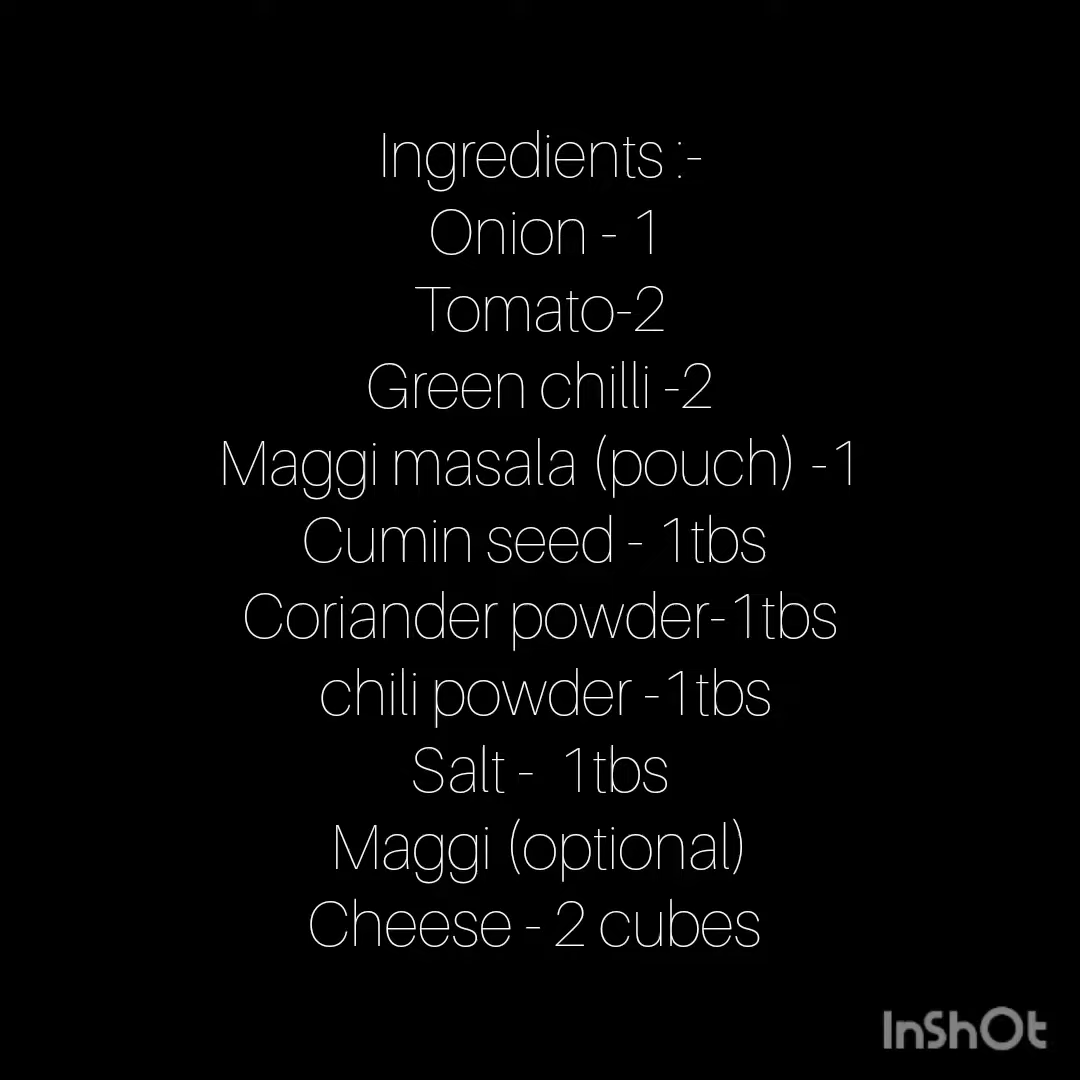 Ingredients :-
Onion - 1
Tomato-2
Green chilli -2
Maggi masala (pouch) -1
Cumin seed - 1tbs
Coriander powder-1tbs
chili powder -1tbs
Salt -  1tbs
Maggi (optional)
Cheese - 2 cubes
InShOt